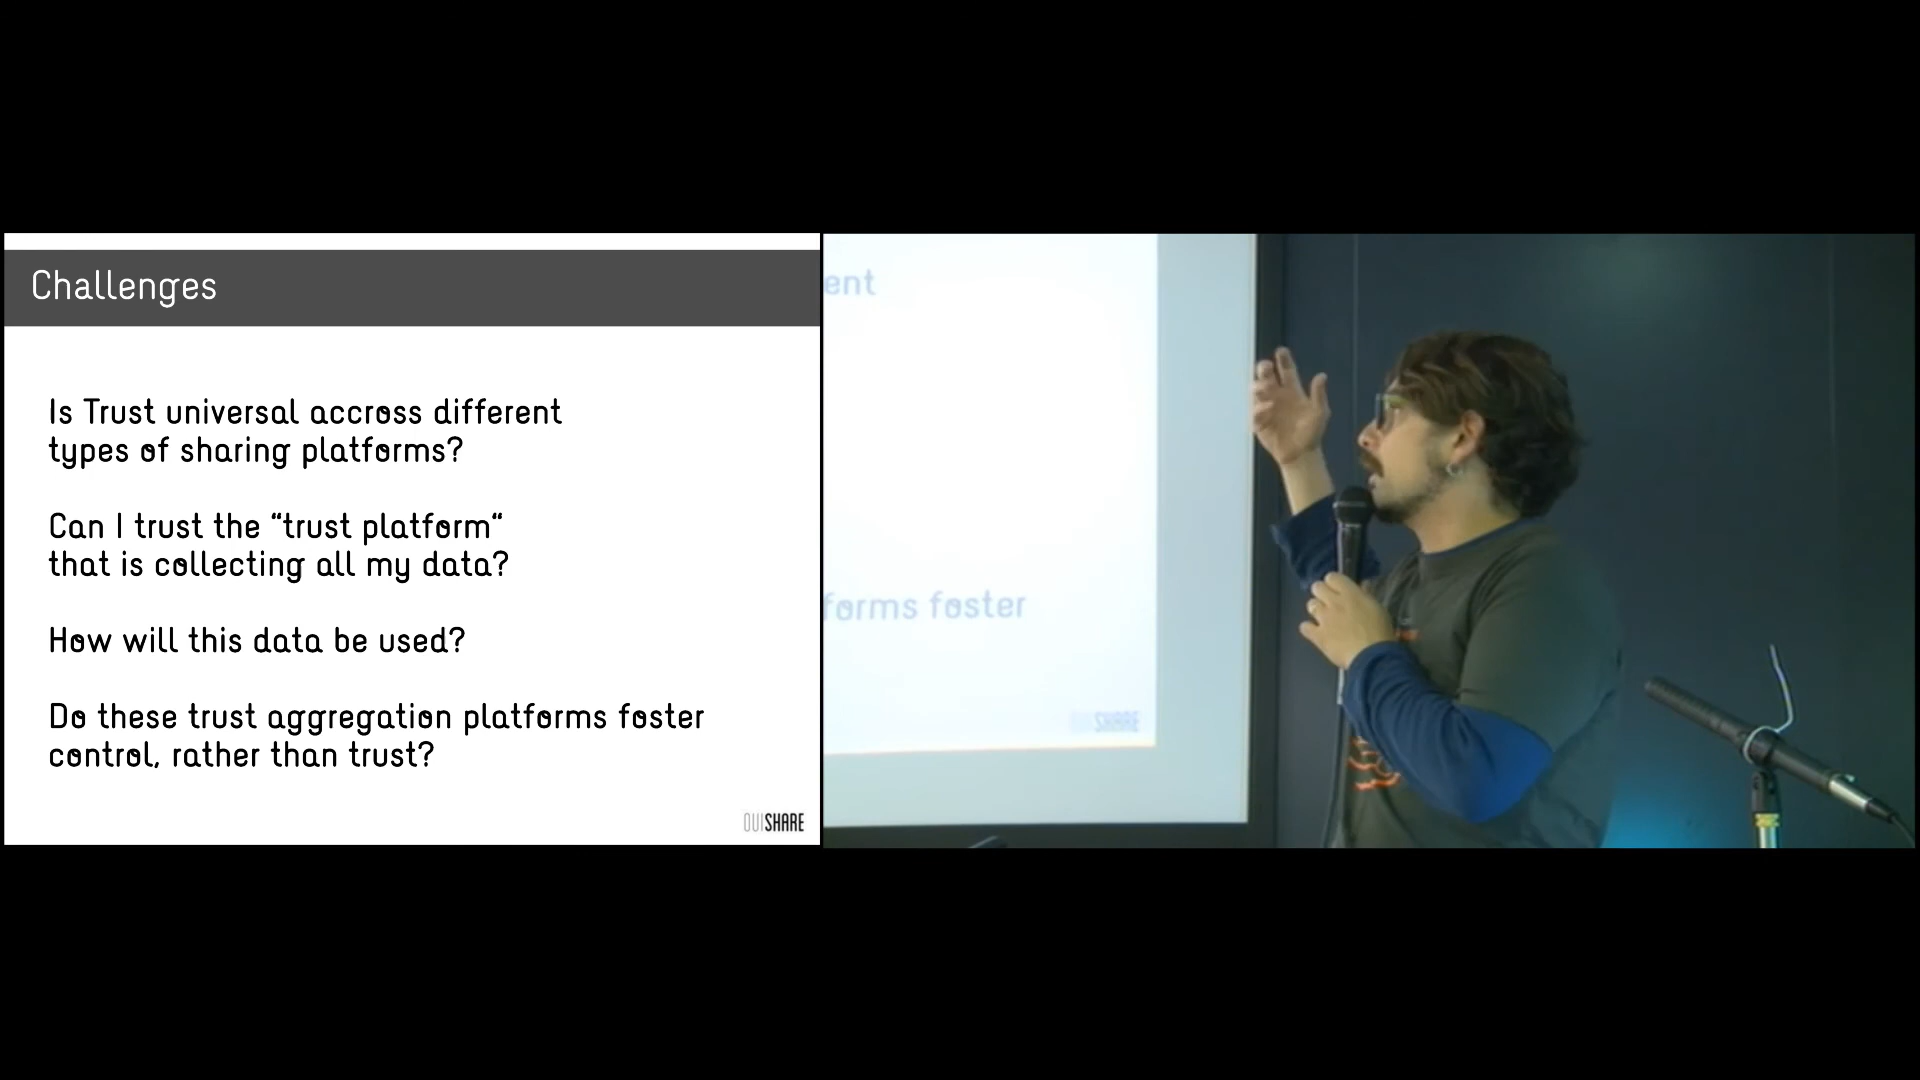 Challenges
Is Trust universal accross different
types of sharing platforms?
Can I trust the “trust platform“
that is collecting all my data?
How will this data be used?
Do these trust aggregation platforms foster
control, rather than trust?
OUISHARE
ent
forms foster
OUISHARE